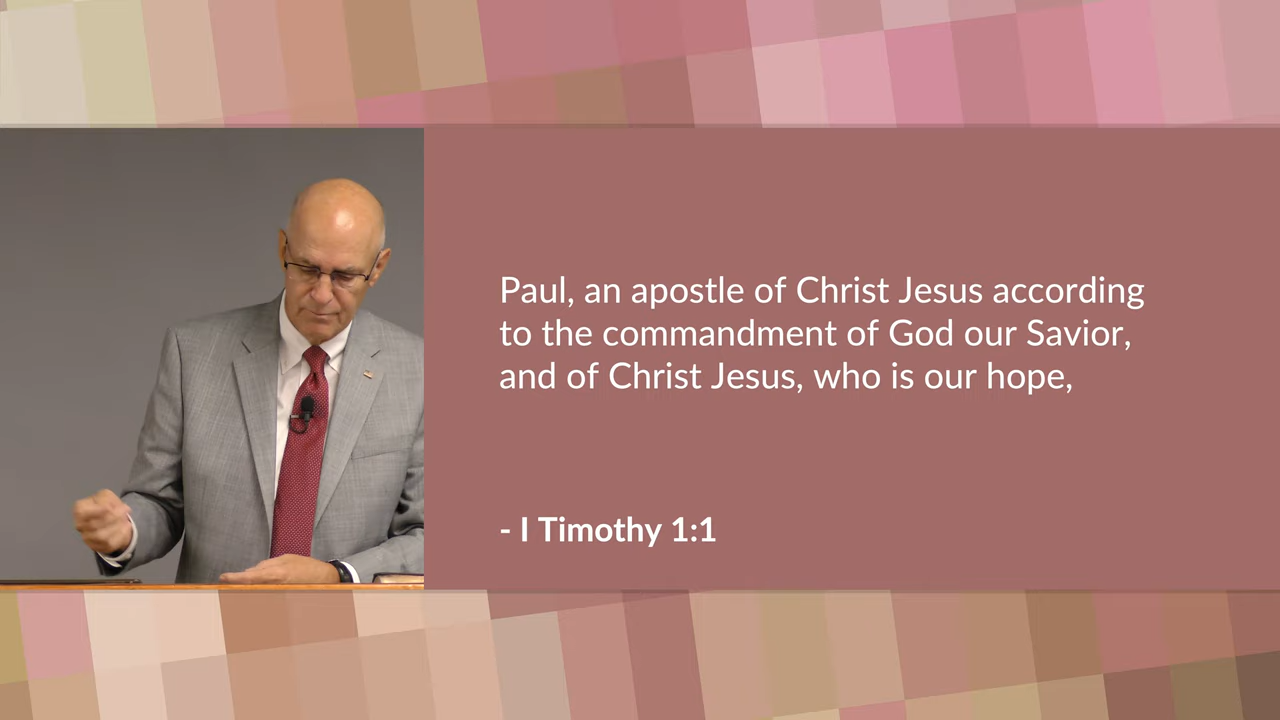 Paul, an apostle of Christ Jesus according
to the commandment of God our Savior,
and of Christ Jesus, who is our hope,
- I Timothy 1:1